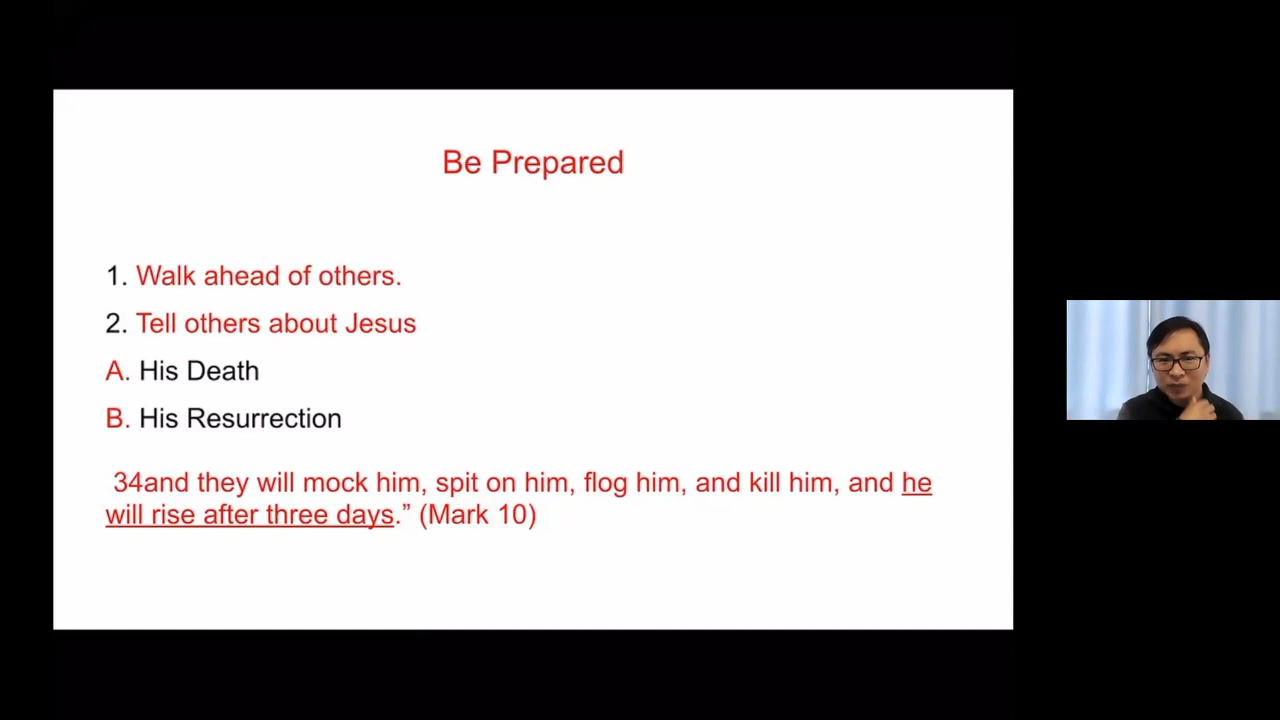 Be Prepared
1. Walk ahead of others.
2. Tell others about Jesus
A. His Death
B. His Resurrection
34and they will mock him, spit on him, flog him, and kill him, and he
will rise after three days.” (Mark 10)